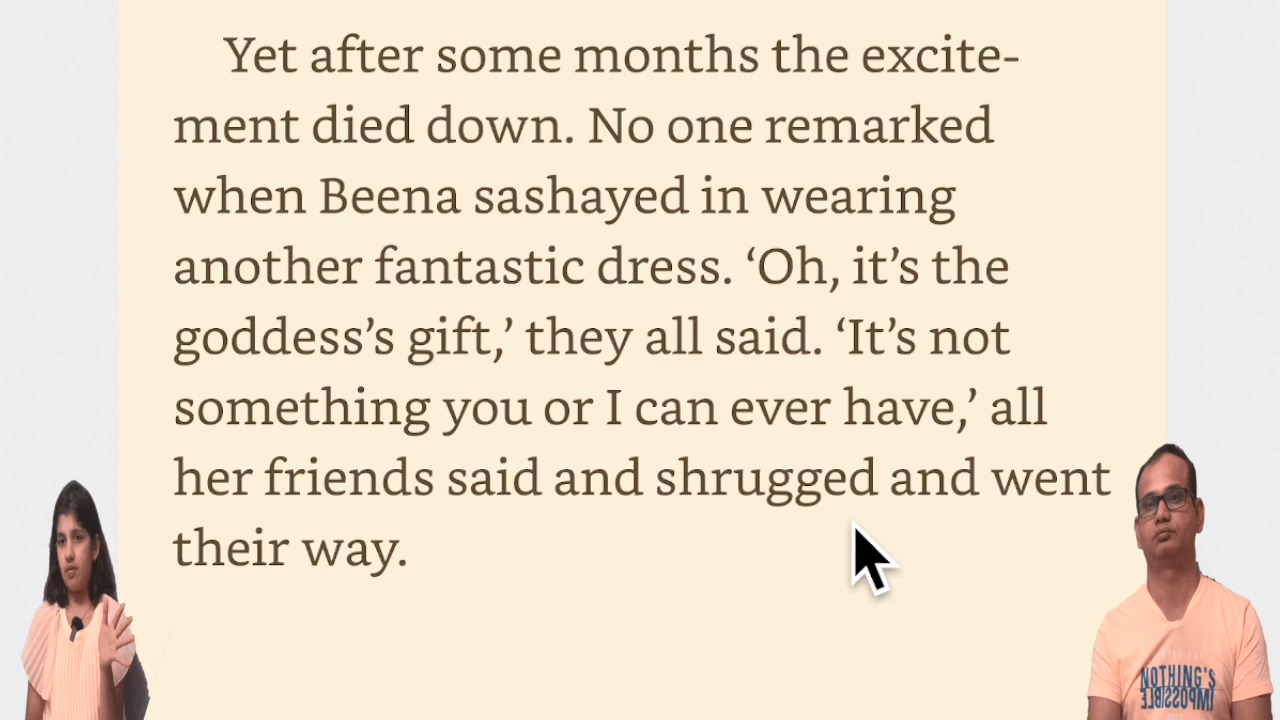 Yet after some months the excite-
ment died down. No one remarked
when Beena sashayed in wearing
another fantastic dress. ‘Oh, it’s the
goddess’s gift,’ they all said. ‘It’s not
something you or I can ever have,’ all
her friends said and shrugged and went
their way.
NOTHING'S
IMPOSSIBLE